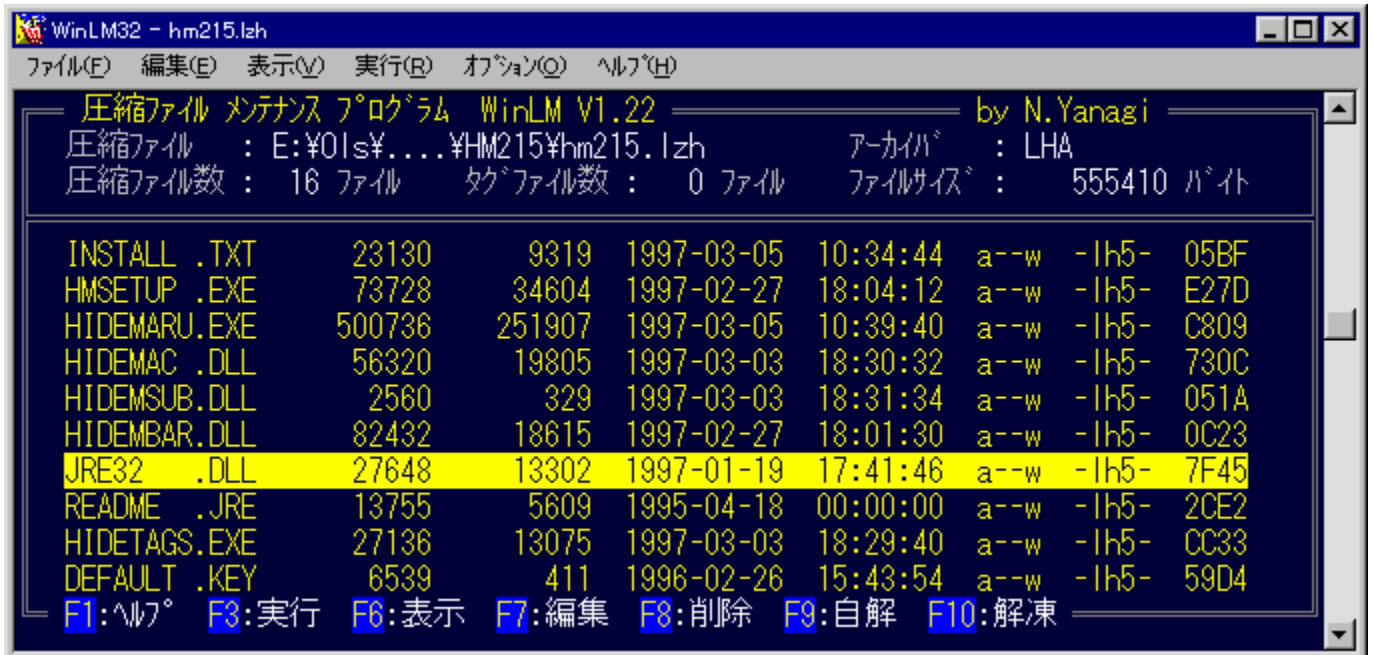 WinLM32 - hm215.lzh
ﾌｧｲﾙ(F) 編集(E) 表示(V) 実行(R) ｵﾌﾟｼｮﾝ(O) ﾍﾙﾌﾟ(H)
圧縮ﾌｧｲﾙ ﾒﾝﾃﾅﾝｽ ﾌﾟﾛｸﾞﾗﾑ WinLM V1.22 by N.Yanagi
圧縮ﾌｧｲﾙ : E:¥Ols¥....¥HM215¥hm215.lzh ｱｰｶｲﾊﾞ : LHA
圧縮ﾌｧｲﾙ数 : 16 ﾌｧｲﾙ ﾀｸﾞﾌｧｲﾙ数 : 0 ﾌｧｲﾙ ﾌｧｲﾙｻｲｽﾞ : 555410 ﾊﾞｲﾄ
INSTALL .TXT 23130 9319 1997-03-05 10:34:44 a--w -lh5- 05BF
HMSETUP .EXE 73728 34604 1997-02-27 18:04:12 a--w -lh5- E27D
HIDEMARU.EXE 500736 251907 1997-03-05 10:39:40 a--w -lh5- C809
HIDEMAC .DLL 56320 19805 1997-03-03 18:30:32 a--w -lh5- 730C
HIDEMSUB.DLL 2560 329 1997-03-03 18:31:34 a--w -lh5- 051A
HIDEMBAR.DLL 82432 18615 1997-02-27 18:01:30 a--w -lh5- 0C23
JRE32 .DLL 27648 13302 1997-01-19 17:41:46 a--w -lh5- 7F45
README .JRE 13755 5609 1995-04-18 00:00:00 a--w -lh5- 2CE2
HIDETAGS.EXE 27136 13075 1997-03-03 18:29:40 a--w -lh5- CC33
DEFAULT .KEY 6539 411 1996-02-26 15:43:54 a--w -lh5- 59D4
F1:ﾍﾙﾌﾟ F3:実行 F6:表示 F7:編集 F8:削除 F9:自解 F10:解凍